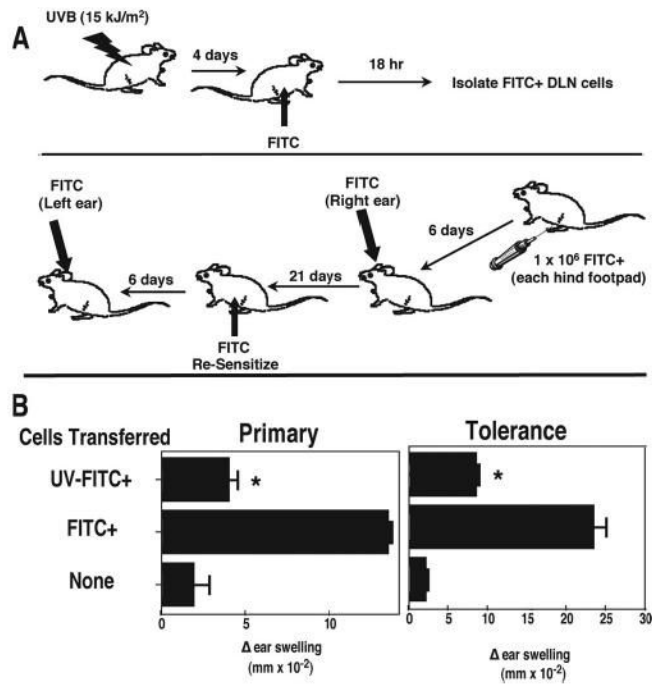 A
UVB (15 kJ/m²)
4 days
18 hr
Isolate FITC+ DLN cells
FITC
FITC
(Left ear)
FITC
(Right ear)
6 days
1 x 10⁶ FITC+
(each hind footpad)
21 days
6 days
FITC
Re-Sensitize
B
Cells Transferred
Primary
Tolerance
UV-FITC+
*
*
FITC+
None
0 5 10
0 5 10 15 20 25 30
Δ ear swelling
(mm x 10⁻²)
Δ ear swelling
(mm x 10⁻²)